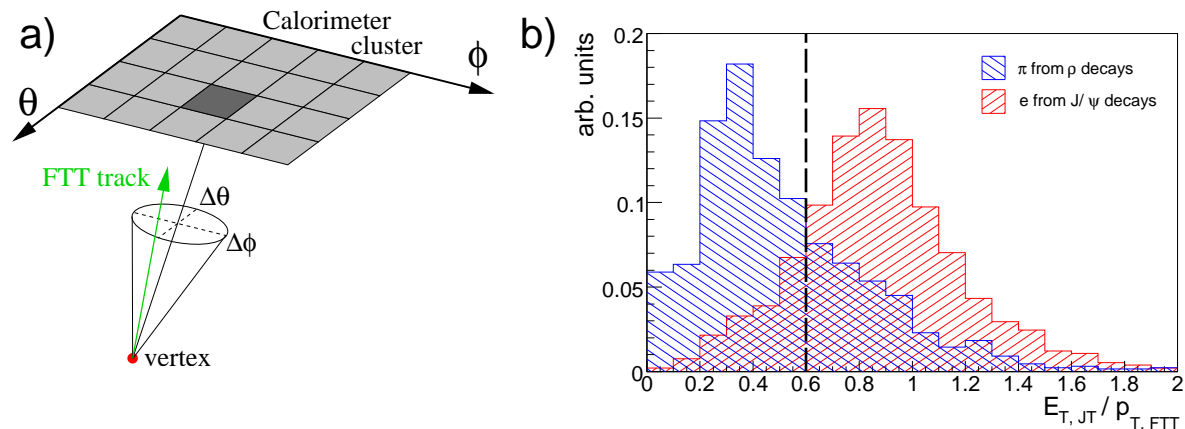 a)
Calorimeter
cluster
ϕ
θ
FTT track
Δθ
Δϕ
vertex
b)
arb. units
0.2
0.15
0.1
0.05
0
π from ρ decays
e from J/ ψ decays
0 0.2 0.4 0.6 0.8 1 1.2 1.4 1.6 1.8 2
E_T, JT / p_T, FTT